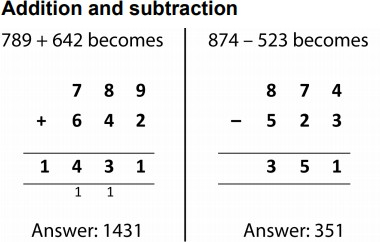 Addition and subtraction
789 + 642 becomes
7 8 9
+ 6 4 2
1 4 3 1
1 1
Answer: 1431
874 – 523 becomes
8 7 4
– 5 2 3
3 5 1
Answer: 351